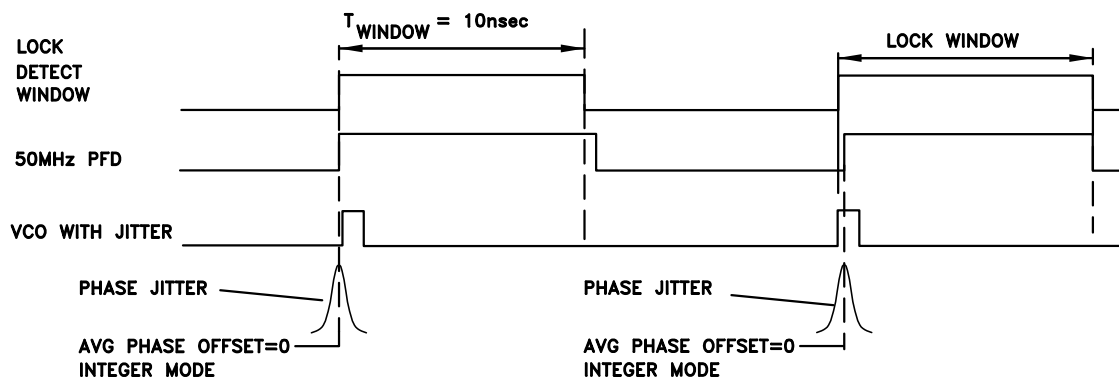 T WINDOW = 10nsec
LOCK
DETECT
WINDOW
LOCK WINDOW
50MHz PFD
VCO WITH JITTER
PHASE JITTER
AVG PHASE OFFSET=0
INTEGER MODE
PHASE JITTER
AVG PHASE OFFSET=0
INTEGER MODE